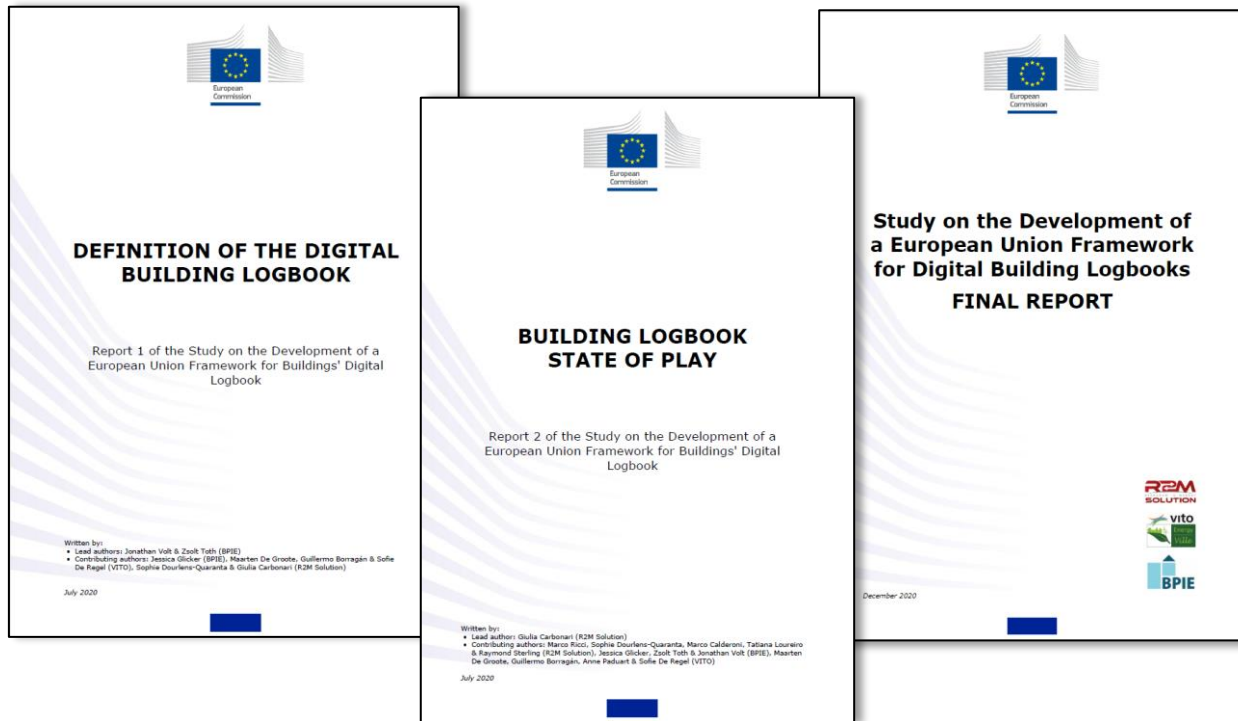 European
Commission
DEFINITION OF THE DIGITAL
BUILDING LOGBOOK
Report 1 of the Study on the Development of a
European Union Framework for Buildings' Digital
Logbook
Written by:
• Lead authors: Jonathan Volt & Zsolt Toth (BPIE)
• Contributing authors: Jessica Glicker (BPIE), Maarten De Groote, Guillermo Borragán & Sofie
De Regel (VITO), Sophie Dourlens-Quaranta & Giulia Carbonari (R2M Solution)
July 2020
European
Commission
BUILDING LOGBOOK
STATE OF PLAY
Report 2 of the Study on the Development of a
European Union Framework for Buildings' Digital
Logbook
Written by:
• Lead author: Giulia Carbonari (R2M Solution)
• Contributing authors: Marco Ricci, Sophie Dourlens-Quaranta, Marco Calderoni, Tatiana Loureiro
& Raymond Sterling (R2M Solution), Jessica Glicker, Zsolt Toth & Jonathan Volt (BPIE), Maarten
De Groote, Guillermo Borragán, Anne Paduart & Sofie De Regel (VITO)
July 2020
European
Commission
Study on the Development of
a European Union Framework
for Digital Building Logbooks
FINAL REPORT
R2M
SOLUTION
vito
BPIE
December 2020